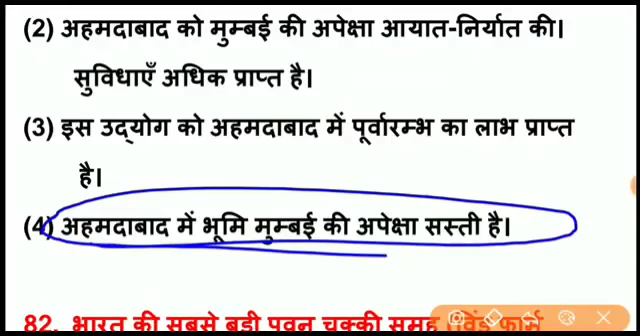 (2) अहमदाबाद को मुम्बई की अपेक्षा आयात-निर्यात की।
सुविधाएँ अधिक प्राप्त है।
(3) इस उद्योग को अहमदाबाद में पूर्वारम्भ का लाभ प्राप्त
है।
(4) अहमदाबाद में भूमि मुम्बई की अपेक्षा सस्ती है।
82. भारत की सबसे बड़ी पवन चक्की समूह